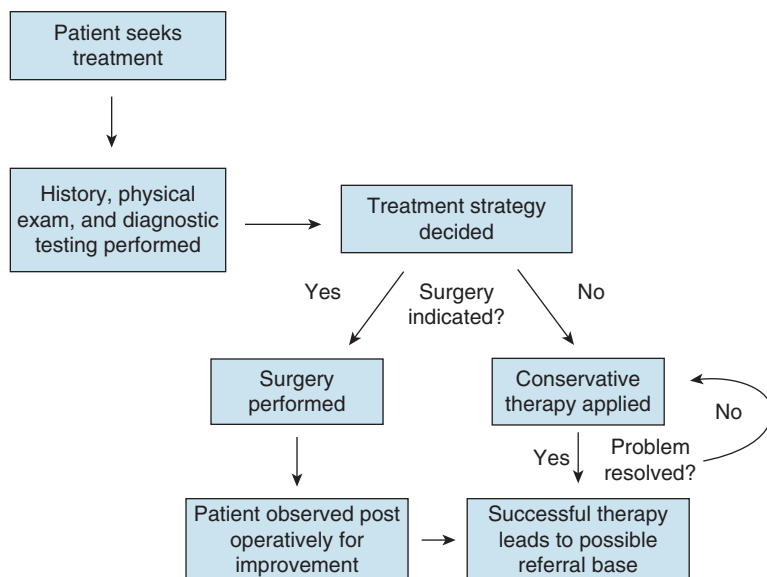 Patient seeks
treatment
History, physical
exam, and diagnostic
testing performed
Treatment strategy
decided
Yes
Surgery
indicated?
No
Surgery
performed
Conservative
therapy applied
No
Yes
Problem
resolved?
Patient observed post
operatively for
improvement
Successful therapy
leads to possible
referral base